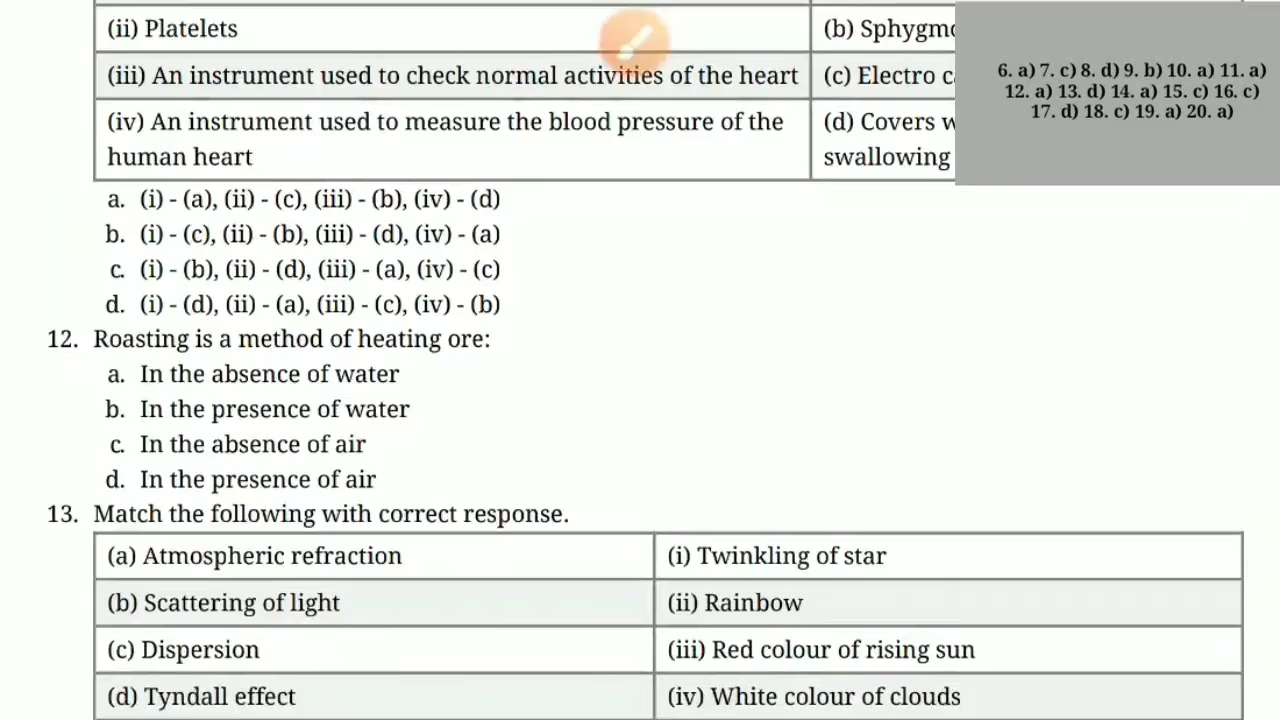 (ii) Platelets
(b)
(iii) An instrument used to check normal activities of the heart
(c) Electro
(iv) An instrument used to measure the blood pressure of the
human heart
(d) Covers
swallowing
6. a) 7. c) 8. d) 9. b) 10. a) 11. a)
12. a) 13. d) 14. a) 15. c) 16. c)
17. d) 18. c) 19. a) 20. a)
a. (i) - (a), (ii) - (c), (iii) - (b), (iv) - (d)
b. (i) - (c), (ii) - (b), (iii) - (d), (iv) - (a)
c. (i) - (b), (ii) - (d), (iii) - (a), (iv) - (c)
d. (i) - (d), (ii) - (a), (iii) - (c), (iv) - (b)
12. Roasting is a method of heating ore:
a. In the absence of water
b. In the presence of water
c. In the absence of air
d. In the presence of air
13. Match the following with correct response.
(a) Atmospheric refraction
(i) Twinkling of star
(b) Scattering of light
(ii) Rainbow
(c) Dispersion
(iii) Red colour of rising sun
(d) Tyndall effect
(iv) White colour of clouds